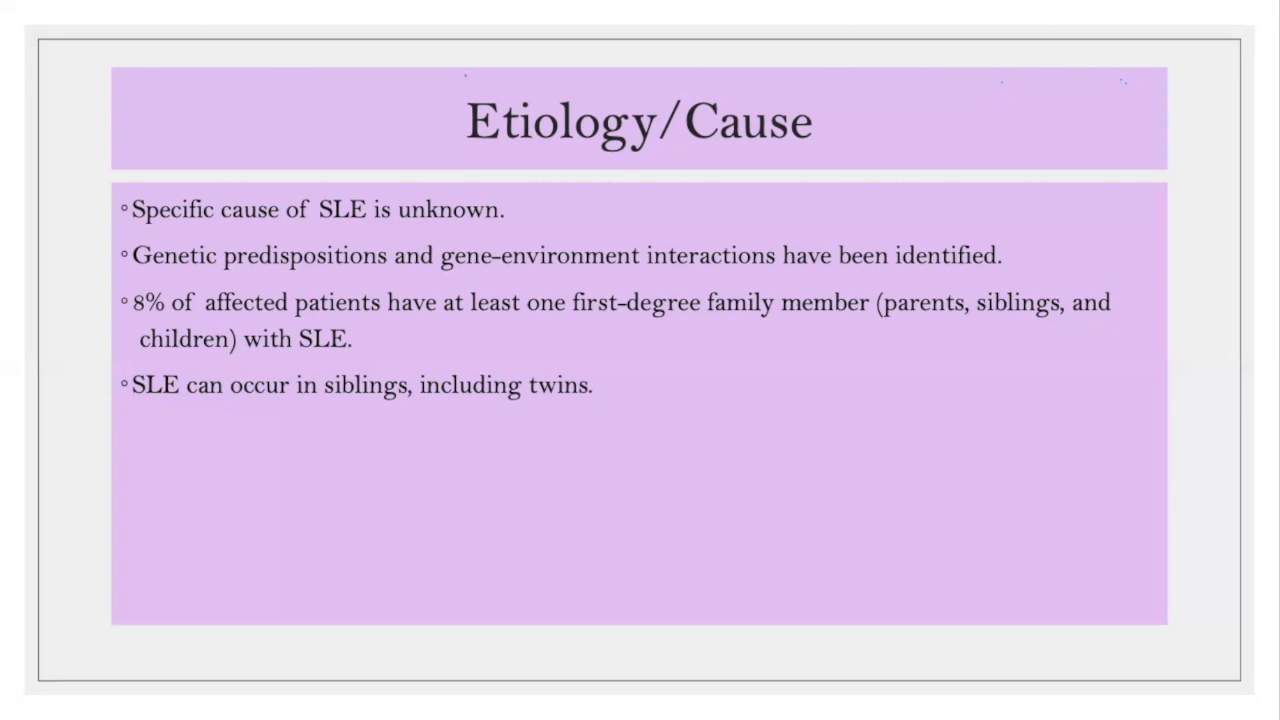 Etiology/Cause
◦Specific cause of SLE is unknown.
◦Genetic predispositions and gene-environment interactions have been identified.
◦8% of affected patients have at least one first-degree family member (parents, siblings, and
children) with SLE.
◦SLE can occur in siblings, including twins.